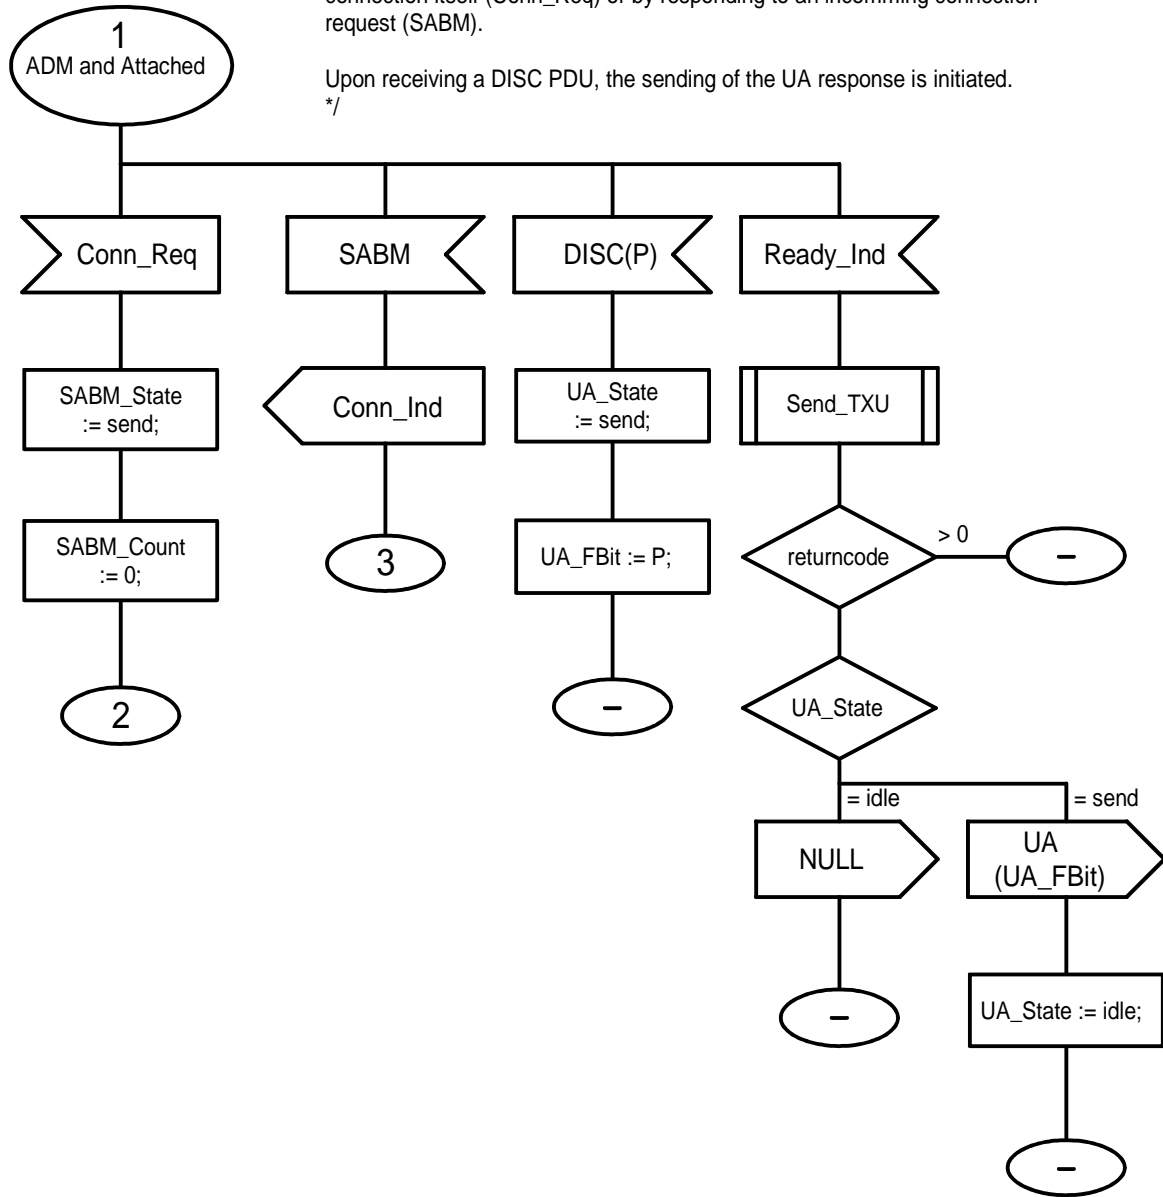 connection itself (Conn_Req) or by responding to an incomming connection
request (SABM).
Upon receiving a DISC PDU, the sending of the UA response is initiated.
*/
1
ADM and Attached
Conn_Req
SABM
DISC(P)
Ready_Ind
SABM_State
:= send;
Conn_Ind
UA_State
:= send;
Send_TXU
SABM_Count
:= 0;
3
UA_FBit := P;
returncode
> 0
–
2
–
UA_State
= idle
= send
NULL
UA
(UA_FBit)
–
UA_State := idle;
–